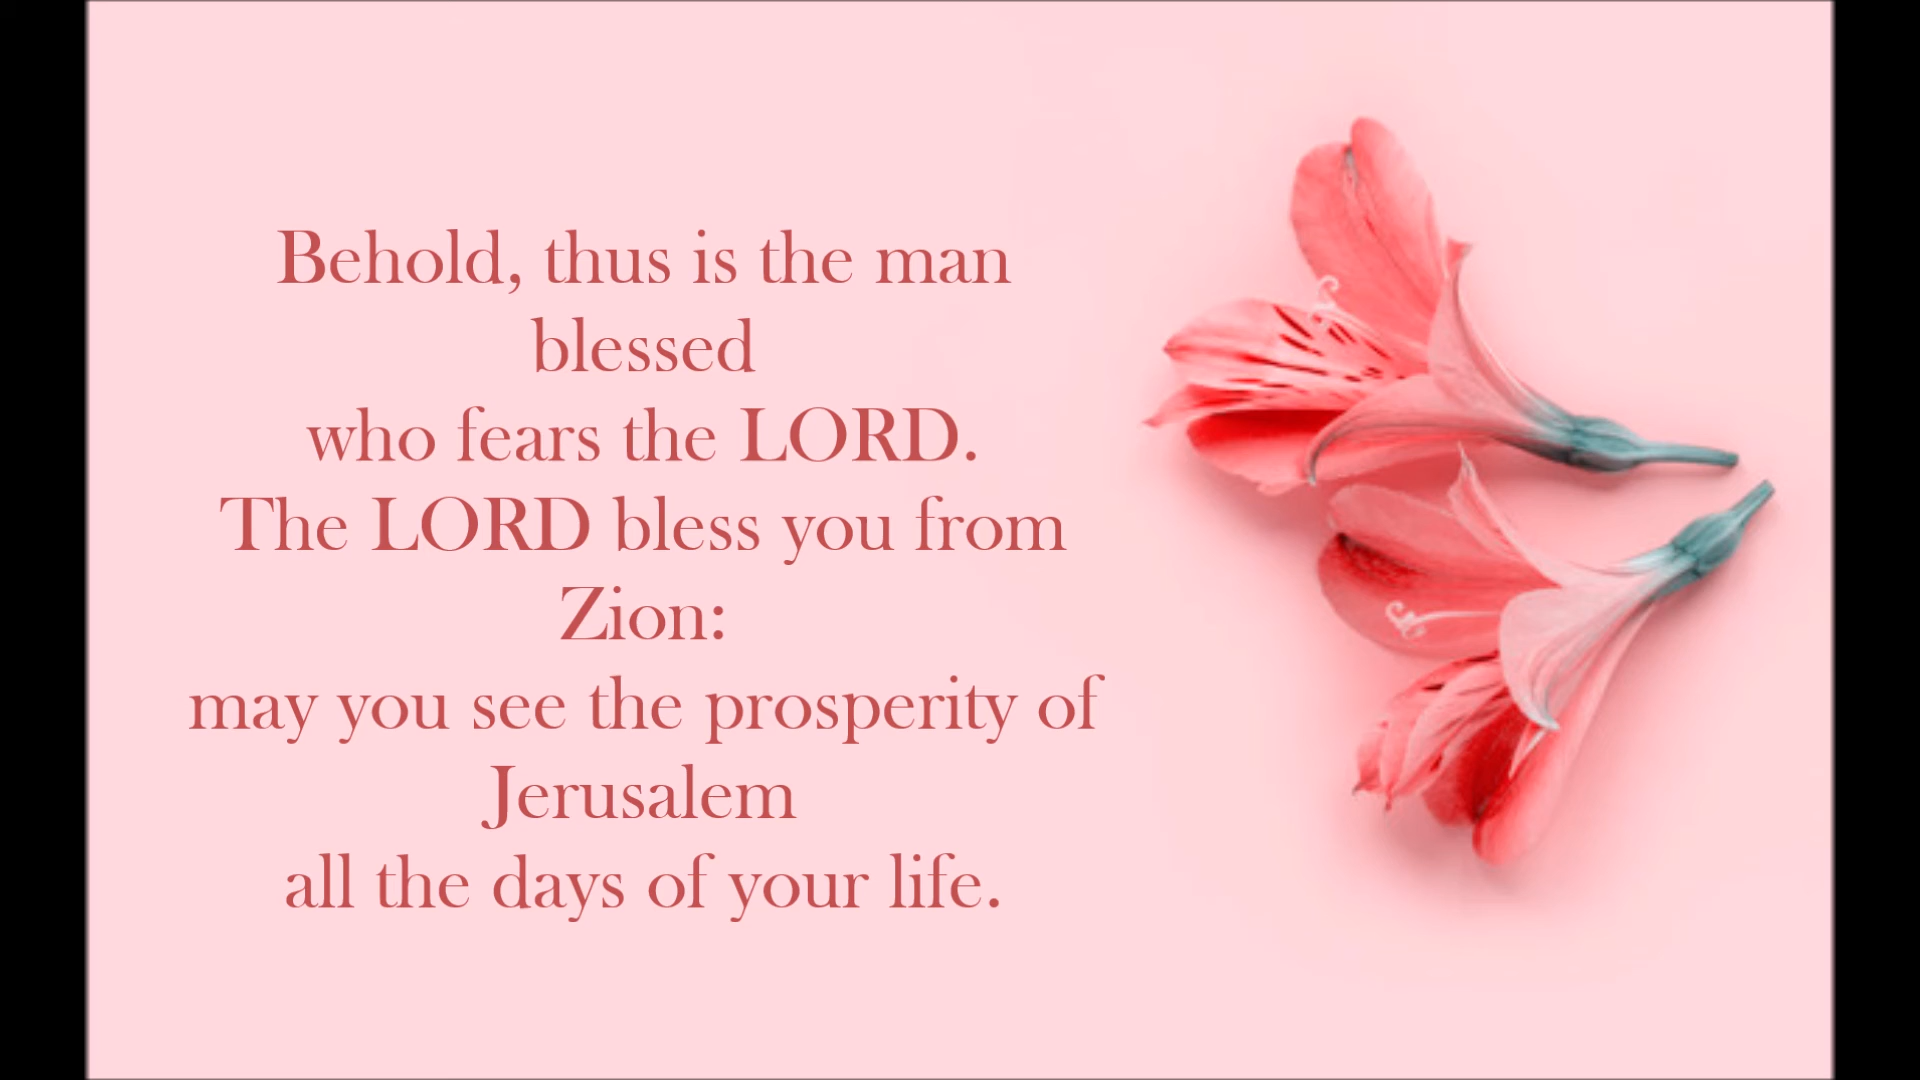 Behold, thus is the man
blessed
who fears the LORD.
The LORD bless you from
Zion:
may you see the prosperity of
Jerusalem
all the days of your life.